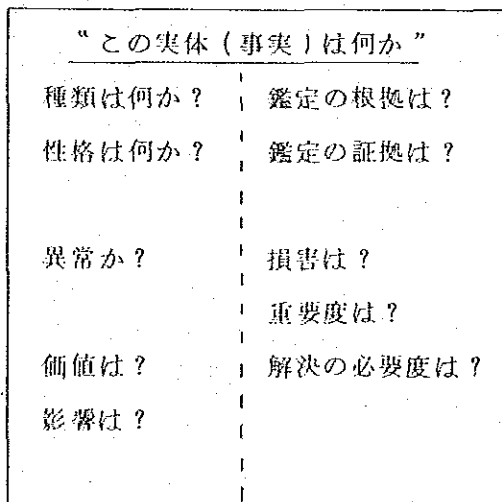 “この実体(事実)は何か”
種類は何か? 鑑定の根拠は?
性格は何か? 鑑定の証拠は?
異常か? 損害は?
重要度は?
価値は? 解決の必要度は?
影響は?